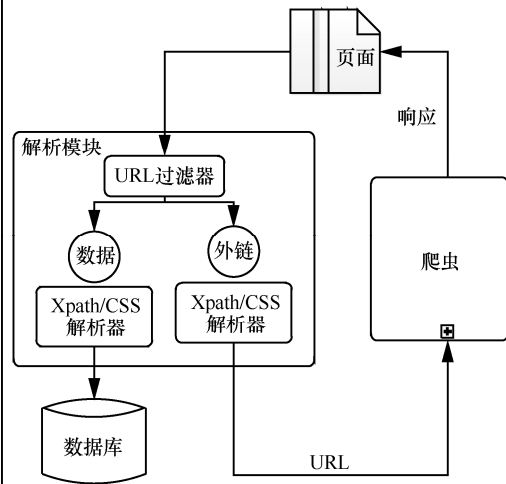 页面
响应
解析模块
URL过滤器
数据
外链
爬虫
Xpath/CSS
解析器
Xpath/CSS
解析器
数据库
URL